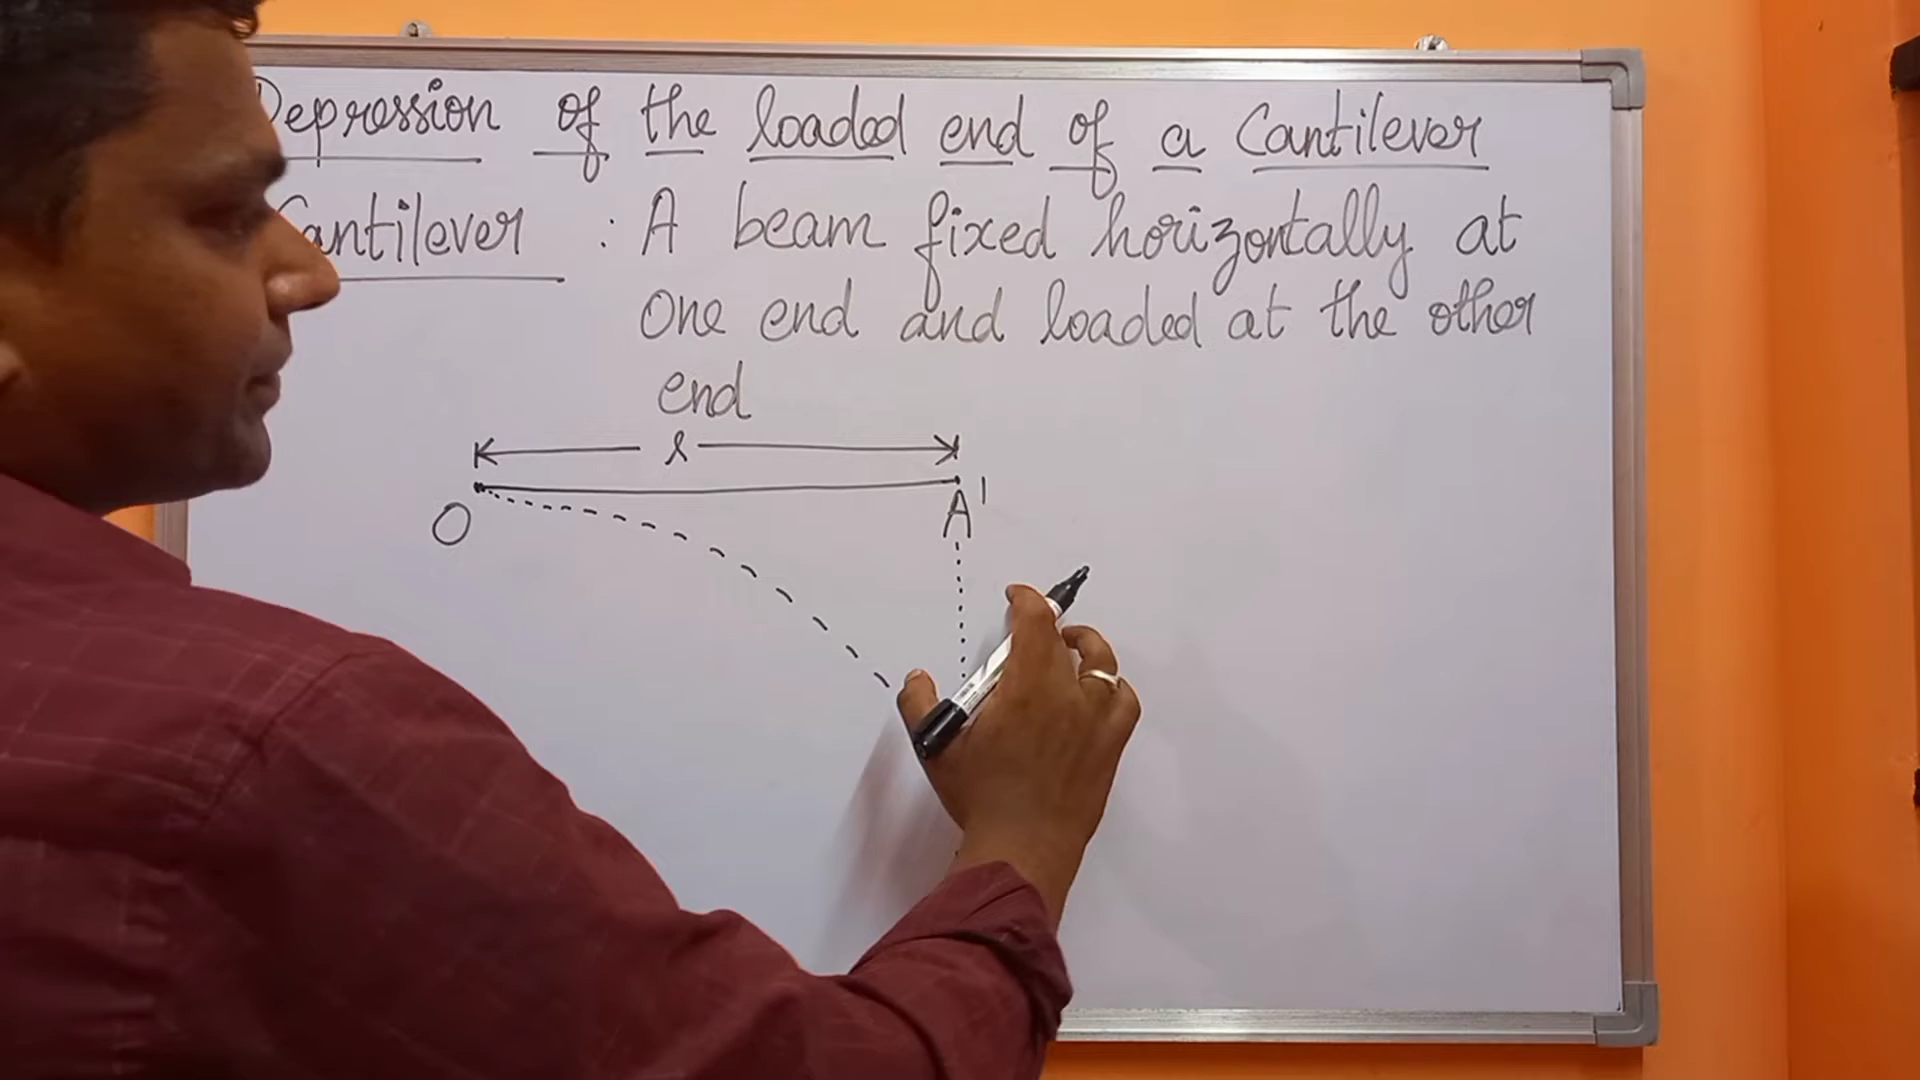 Depression of the loaded end of a Cantilever
Cantilever : A beam fixed horizontally at
one end and loaded at the other
end
l
O A'